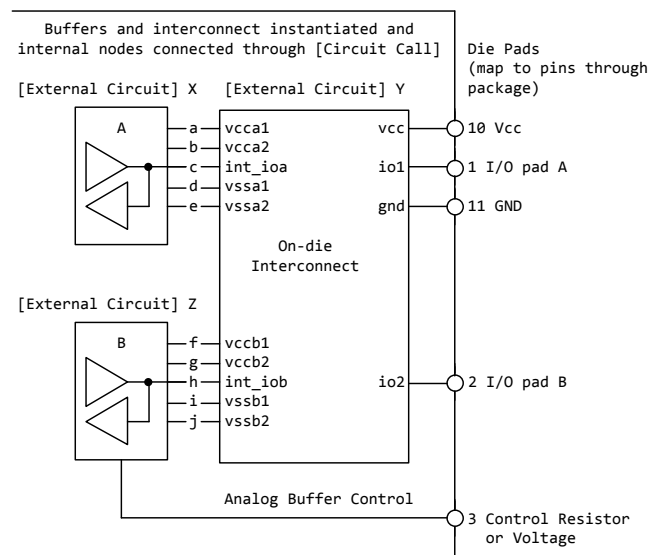 Buffers and interconnect instantiated and
internal nodes connected through [Circuit Call]
Die Pads
(map to pins through
package)
[External Circuit] X
[External Circuit] Y
A
a
vcca1
vcc
10 Vcc
b
vcca2
c
int_ioa
io1
1 I/O pad A
d
vssa1
e
vssa2
gnd
11 GND
On-die
Interconnect
[External Circuit] Z
B
f
vccb1
g
vccb2
h
int_iob
io2
2 I/O pad B
i
vssb1
j
vssb2
Analog Buffer Control
3 Control Resistor
or Voltage